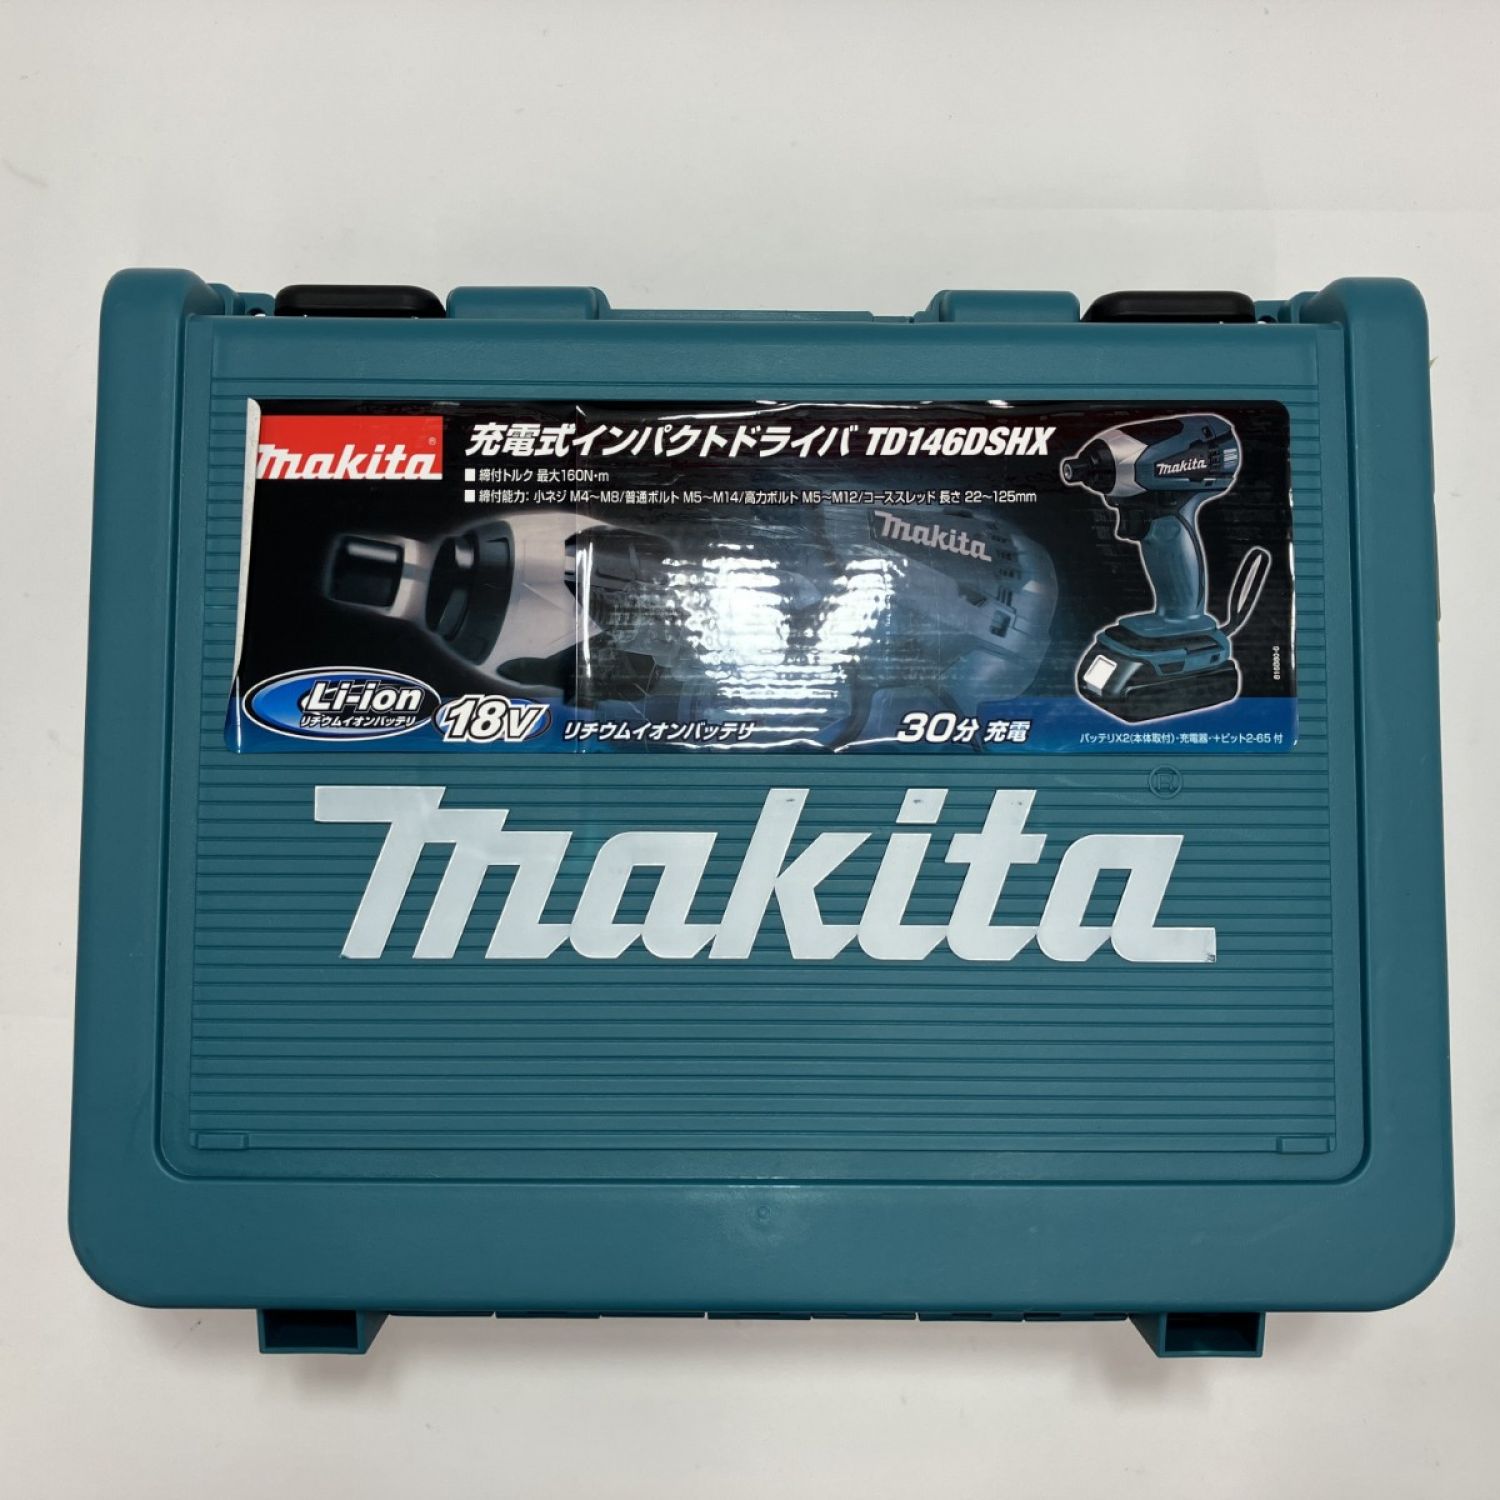 makita®
充電式インパクトドライバ TD146DSHX
■ 締付トルク 最大160N・m
■ 締付能力：小ネジ M4〜M8/普通ボルト M5〜M14/高力ボルト M5〜M12/コーススレッド 長さ 22〜125mm
makita
makita
Li-ion
リチウムイオンバッテリ
18V
リチウムイオンバッテリ
30分 充電
バッテリX2(本体取付)・充電器・+ビット2-65 付
makita®